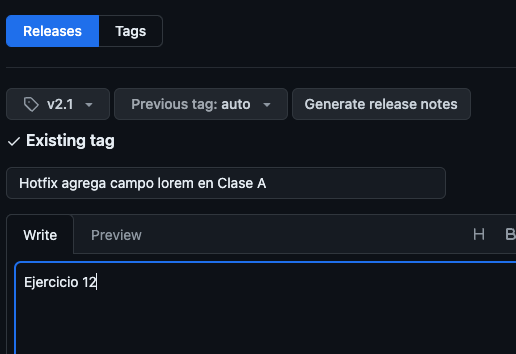 Releases Tags
v2.1 Previous tag: auto Generate release notes
Existing tag
Hotfix agrega campo lorem en Clase A
Write Preview H B
Ejercicio 12